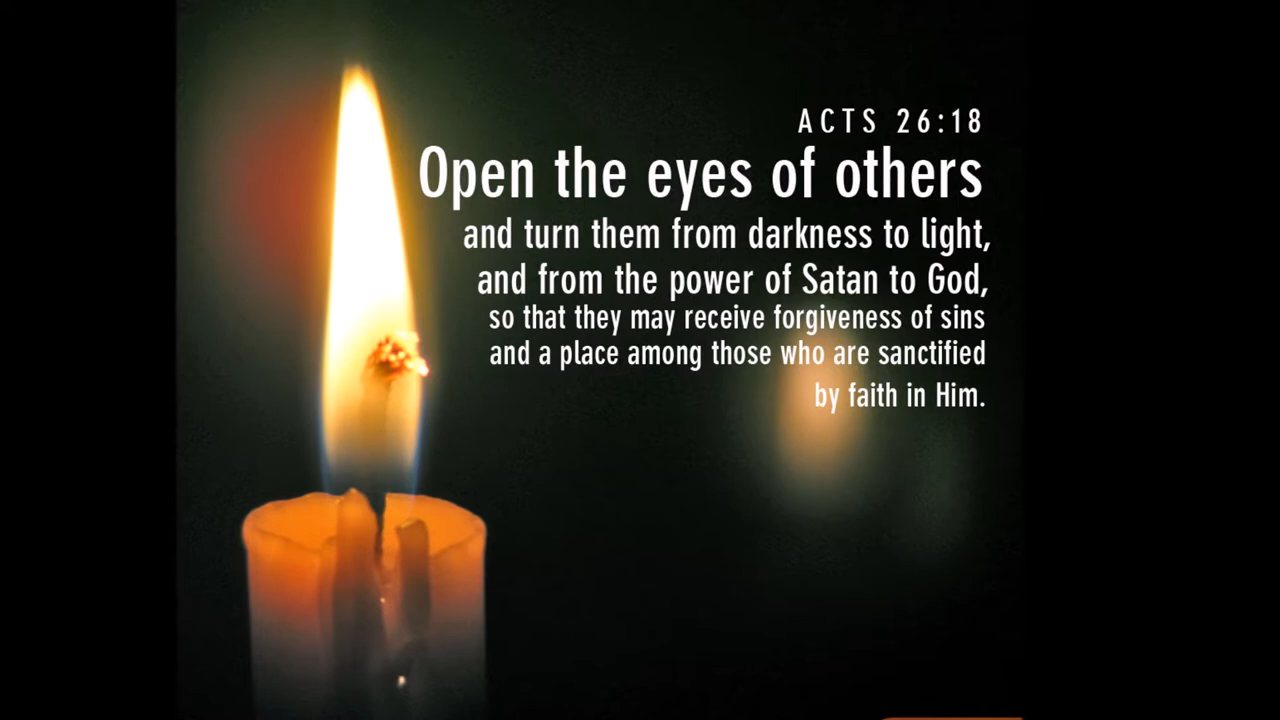 ACTS 26:18
Open the eyes of others
and turn them from darkness to light,
and from the power of Satan to God,
so that they may receive forgiveness of sins
and a place among those who are sanctified
by faith in Him.